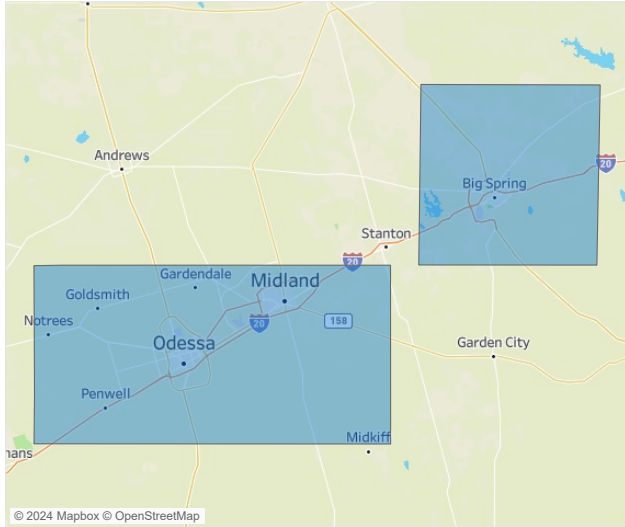 Andrews
Big Spring
20
Stanton
20
Gardendale
Midland
Goldsmith
Notrees
20
158
Odessa
Garden City
Penwell
Midkiff
nans
© 2024 Mapbox © OpenStreetMap